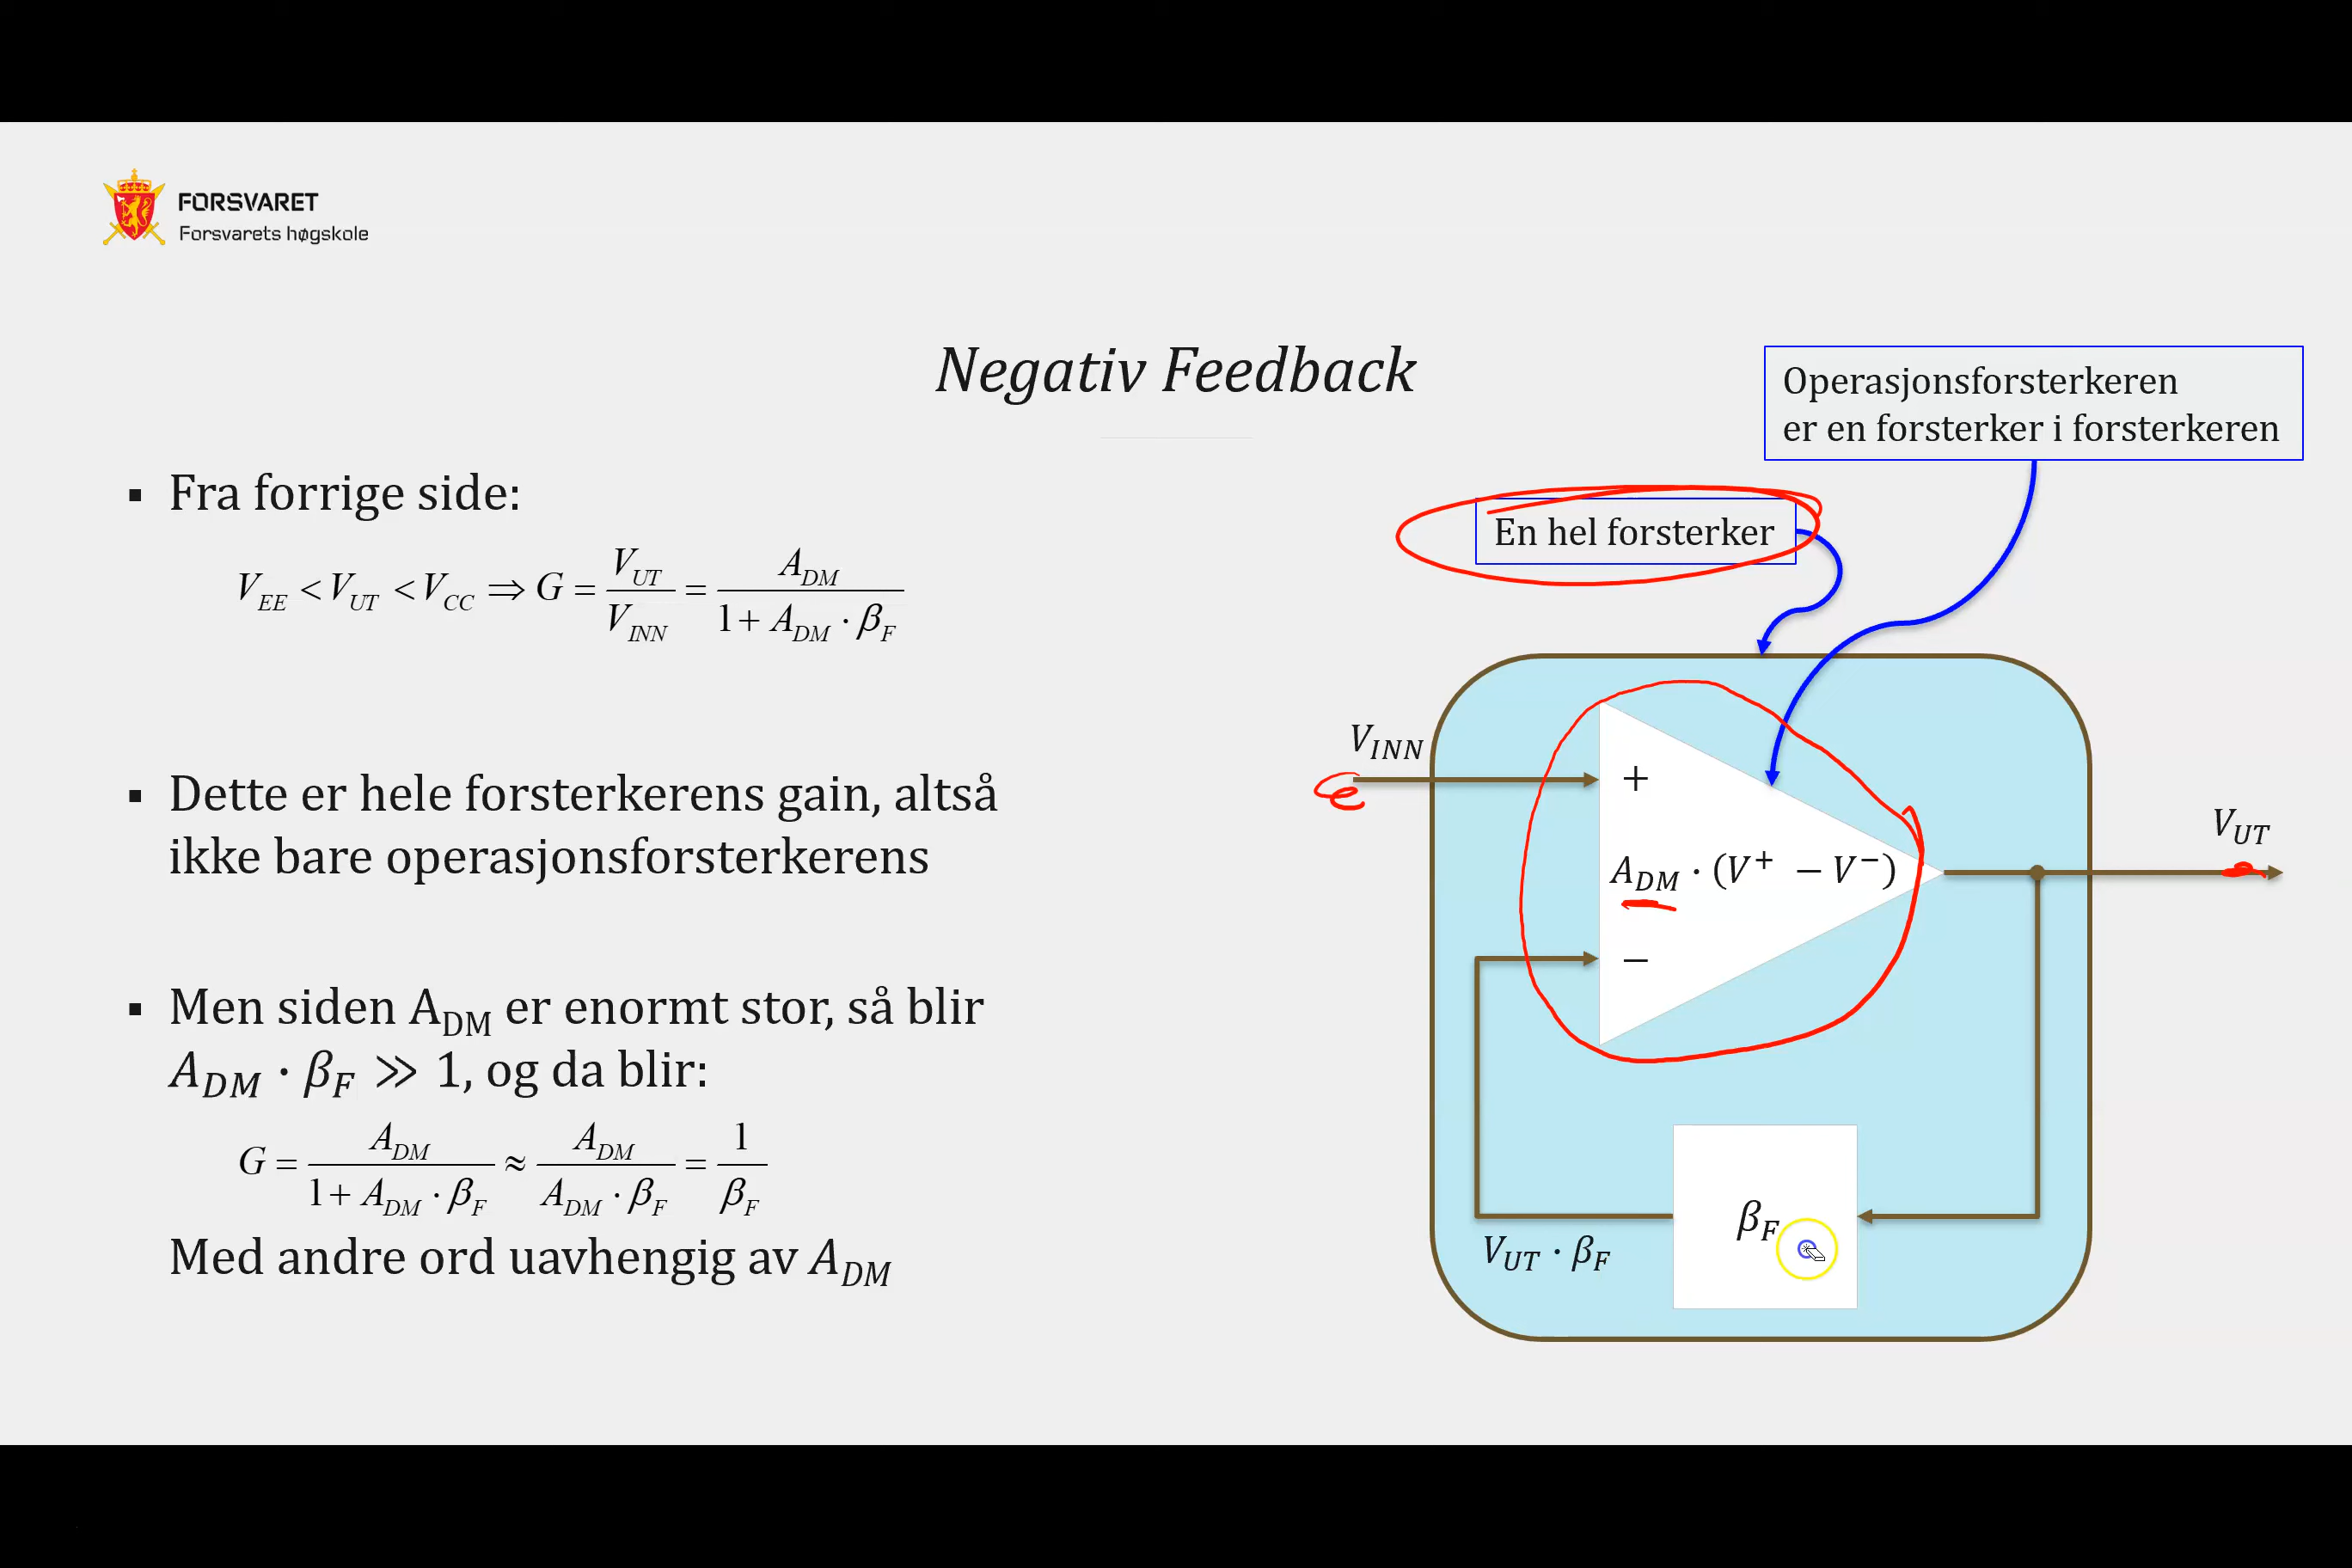 FORSVARET
Forsvarets høgskole
Negativ Feedback
▪ Fra forrige side:
V_EE < V_UT < V_CC ⇒ G = V_UT / V_INN = A_DM / (1 + A_DM · β_F)
▪ Dette er hele forsterkerens gain, altså
ikke bare operasjonsforsterkerens
▪ Men siden A_DM er enormt stor, så blir
A_DM · β_F ≫ 1, og da blir:
G = A_DM / (1 + A_DM · β_F) ≈ A_DM / (A_DM · β_F) = 1 / β_F
Med andre ord uavhengig av A_DM
Operasjonsforsterkeren
er en forsterker i forsterkeren
En hel forsterker
V_INN
+
A_DM · (V⁺ − V⁻)
−
V_UT
β_F
V_UT · β_F